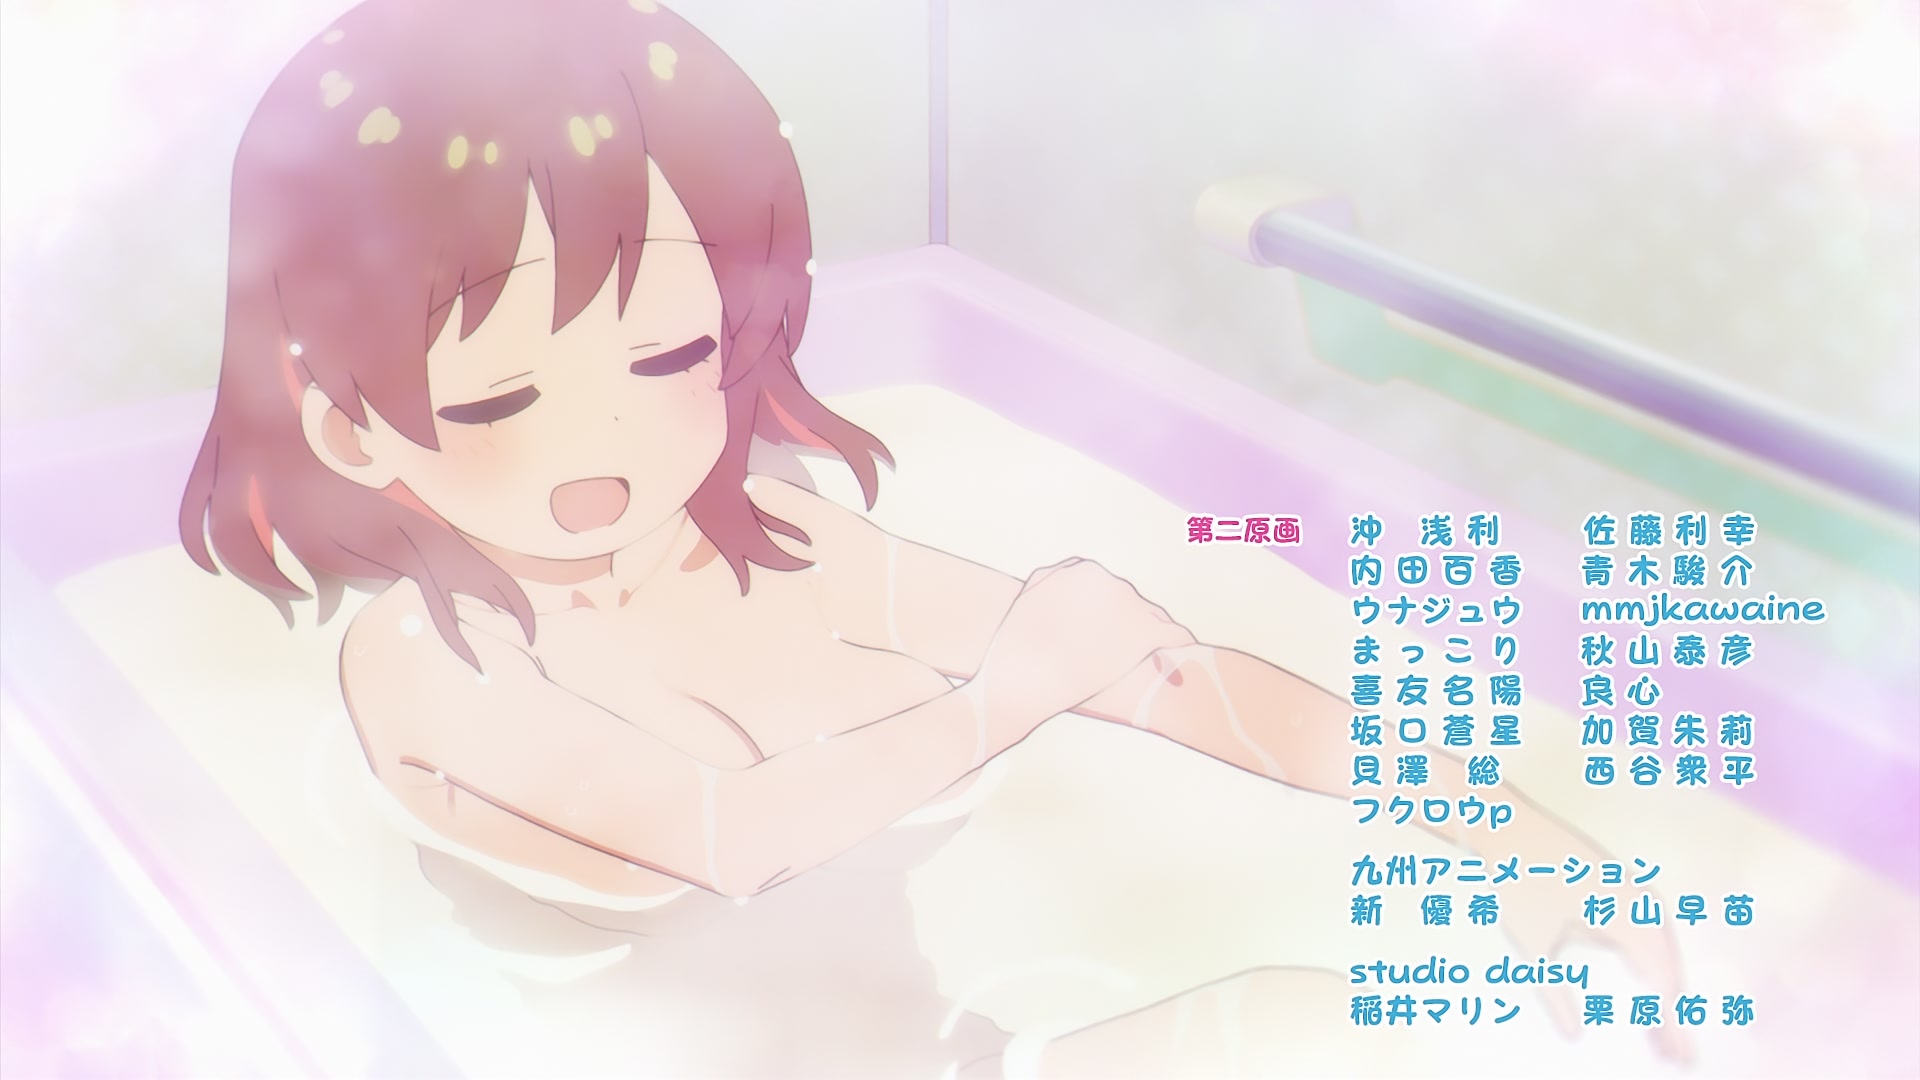 第二原画
沖 浅利 佐藤利幸
内田百香 青木駿介
ウナジュウ mmjkawaine
まっこり 秋山泰彦
喜友名陽 良心
坂口蒼星 加賀朱莉
貝澤 総 西谷衆平
フクロウp
九州アニメーション
新 優希 杉山早苗
studio daisy
稲井マリン 栗原佑弥